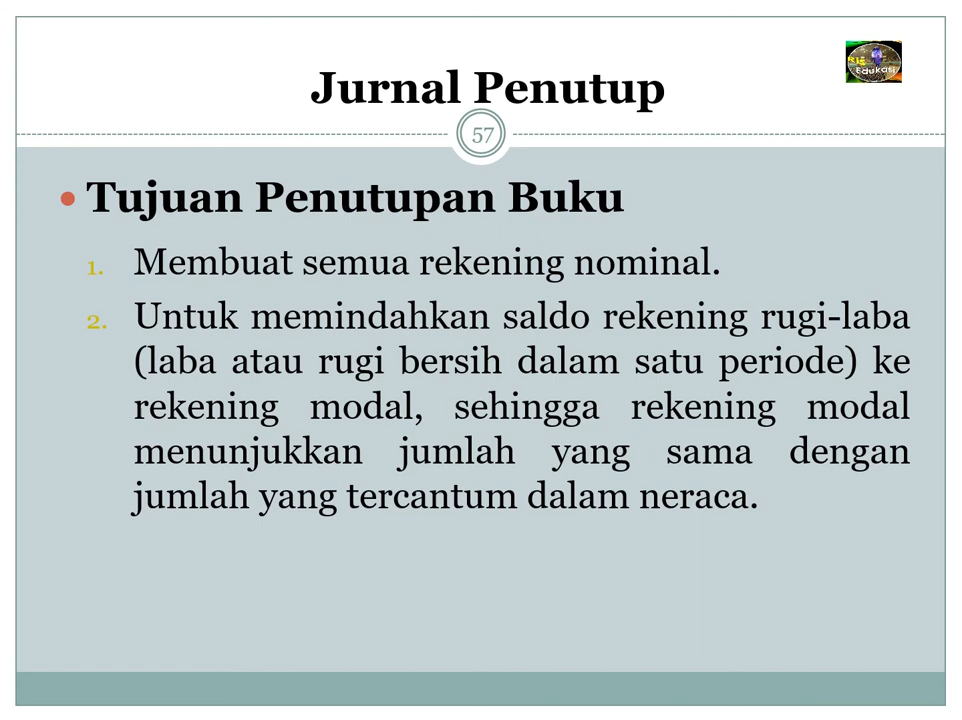 Jurnal Penutup
Edukasi
57
• Tujuan Penutupan Buku
1. Membuat semua rekening nominal.
2. Untuk memindahkan saldo rekening rugi-laba
(laba atau rugi bersih dalam satu periode) ke
rekening modal, sehingga rekening modal
menunjukkan jumlah yang sama dengan
jumlah yang tercantum dalam neraca.